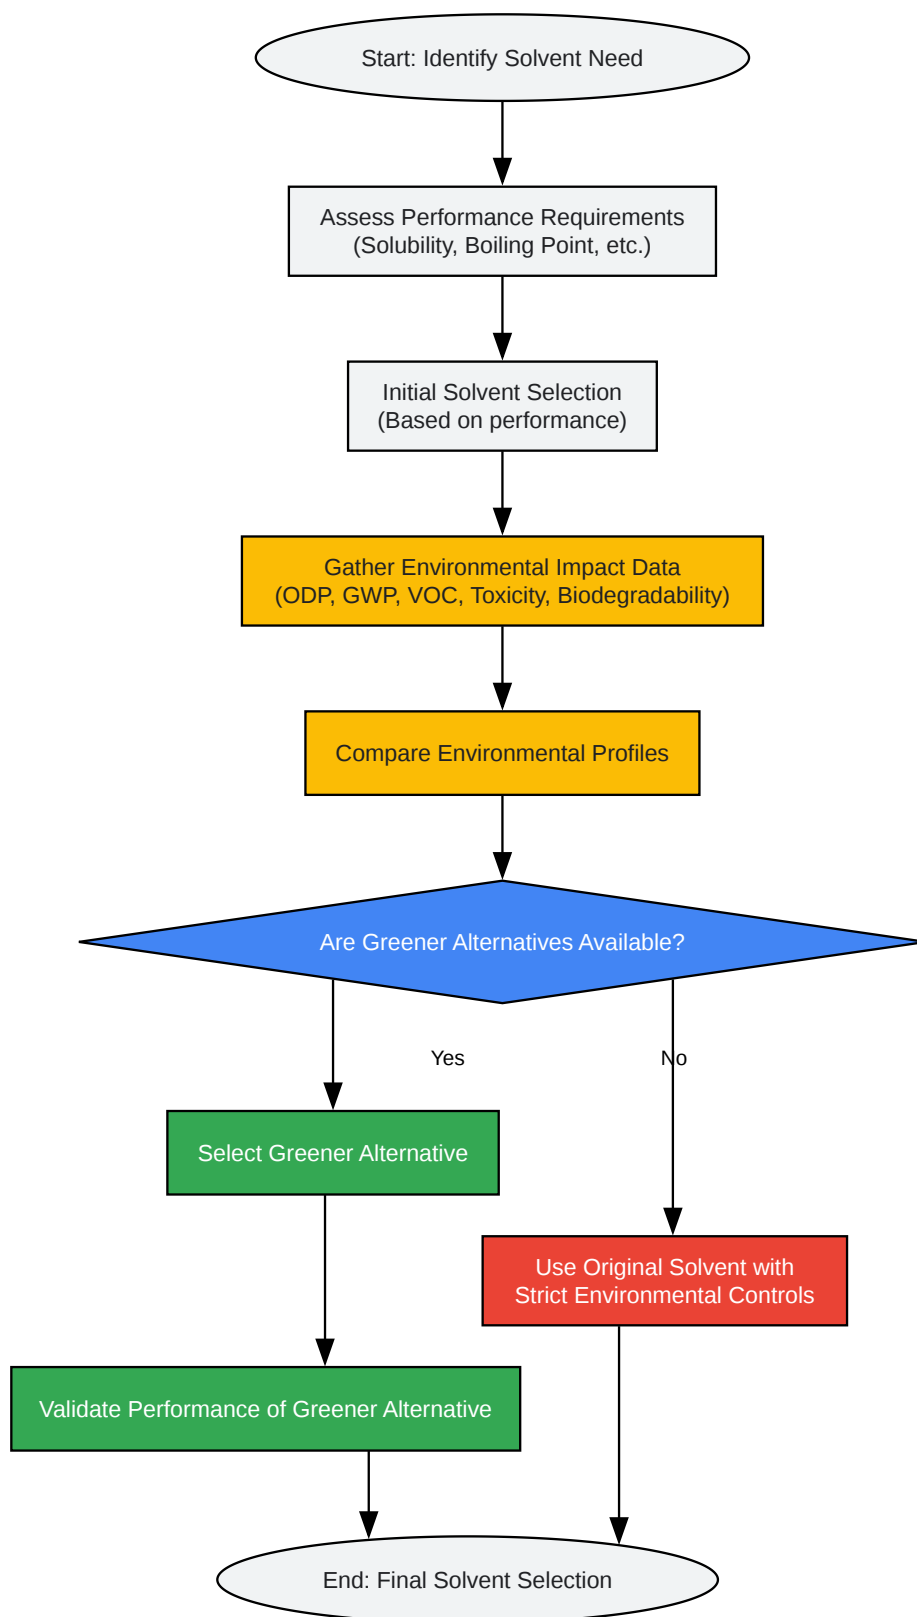 Start: Identify Solvent Need
Assess Performance Requirements
(Solubility, Boiling Point, etc.)
Initial Solvent Selection
(Based on performance)
Gather Environmental Impact Data
(ODP, GWP, VOC, Toxicity, Biodegradability)
Compare Environmental Profiles
Are Greener Alternatives Available?
Yes
No
Select Greener Alternative
Use Original Solvent with
Strict Environmental Controls
Validate Performance of Greener Alternative
End: Final Solvent Selection